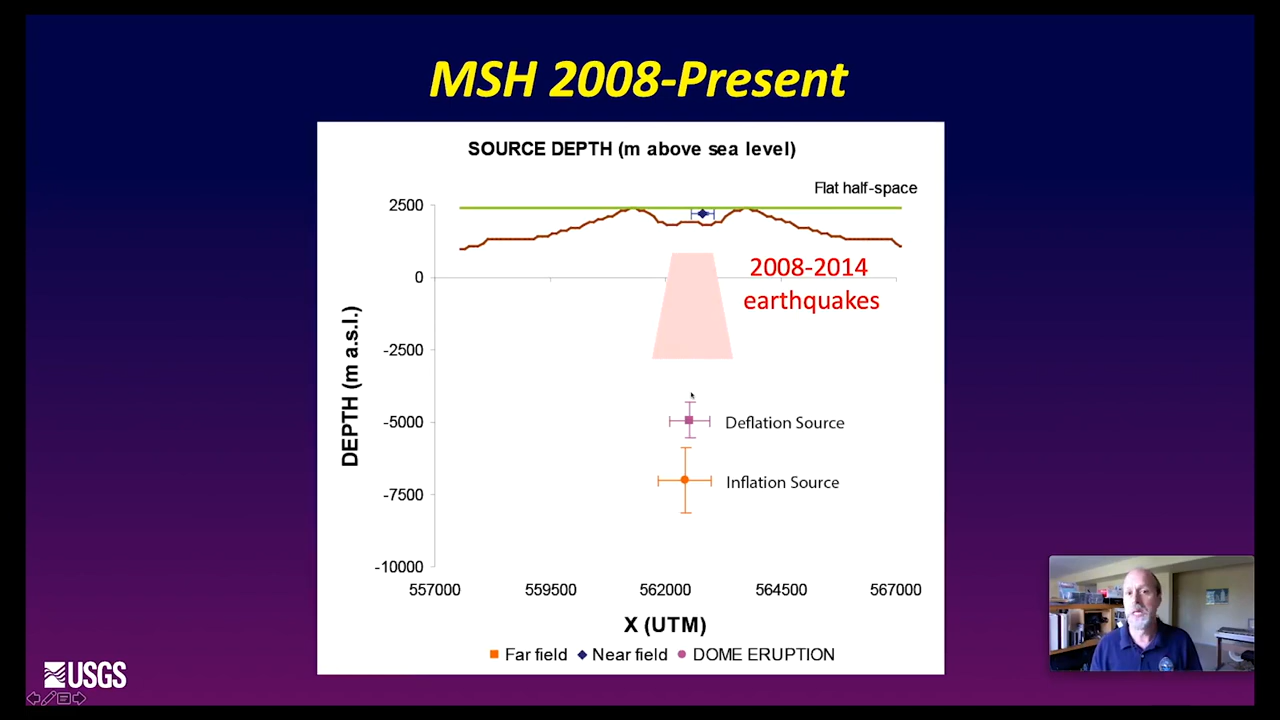 MSH 2008-Present
SOURCE DEPTH (m above sea level)
Flat half-space
2500
0
-2500
-5000
-7500
-10000
DEPTH (m a.s.l.)
2008-2014
earthquakes
Deflation Source
Inflation Source
557000 559500 562000 564500 567000
X (UTM)
Far field Near field DOME ERUPTION
USGS